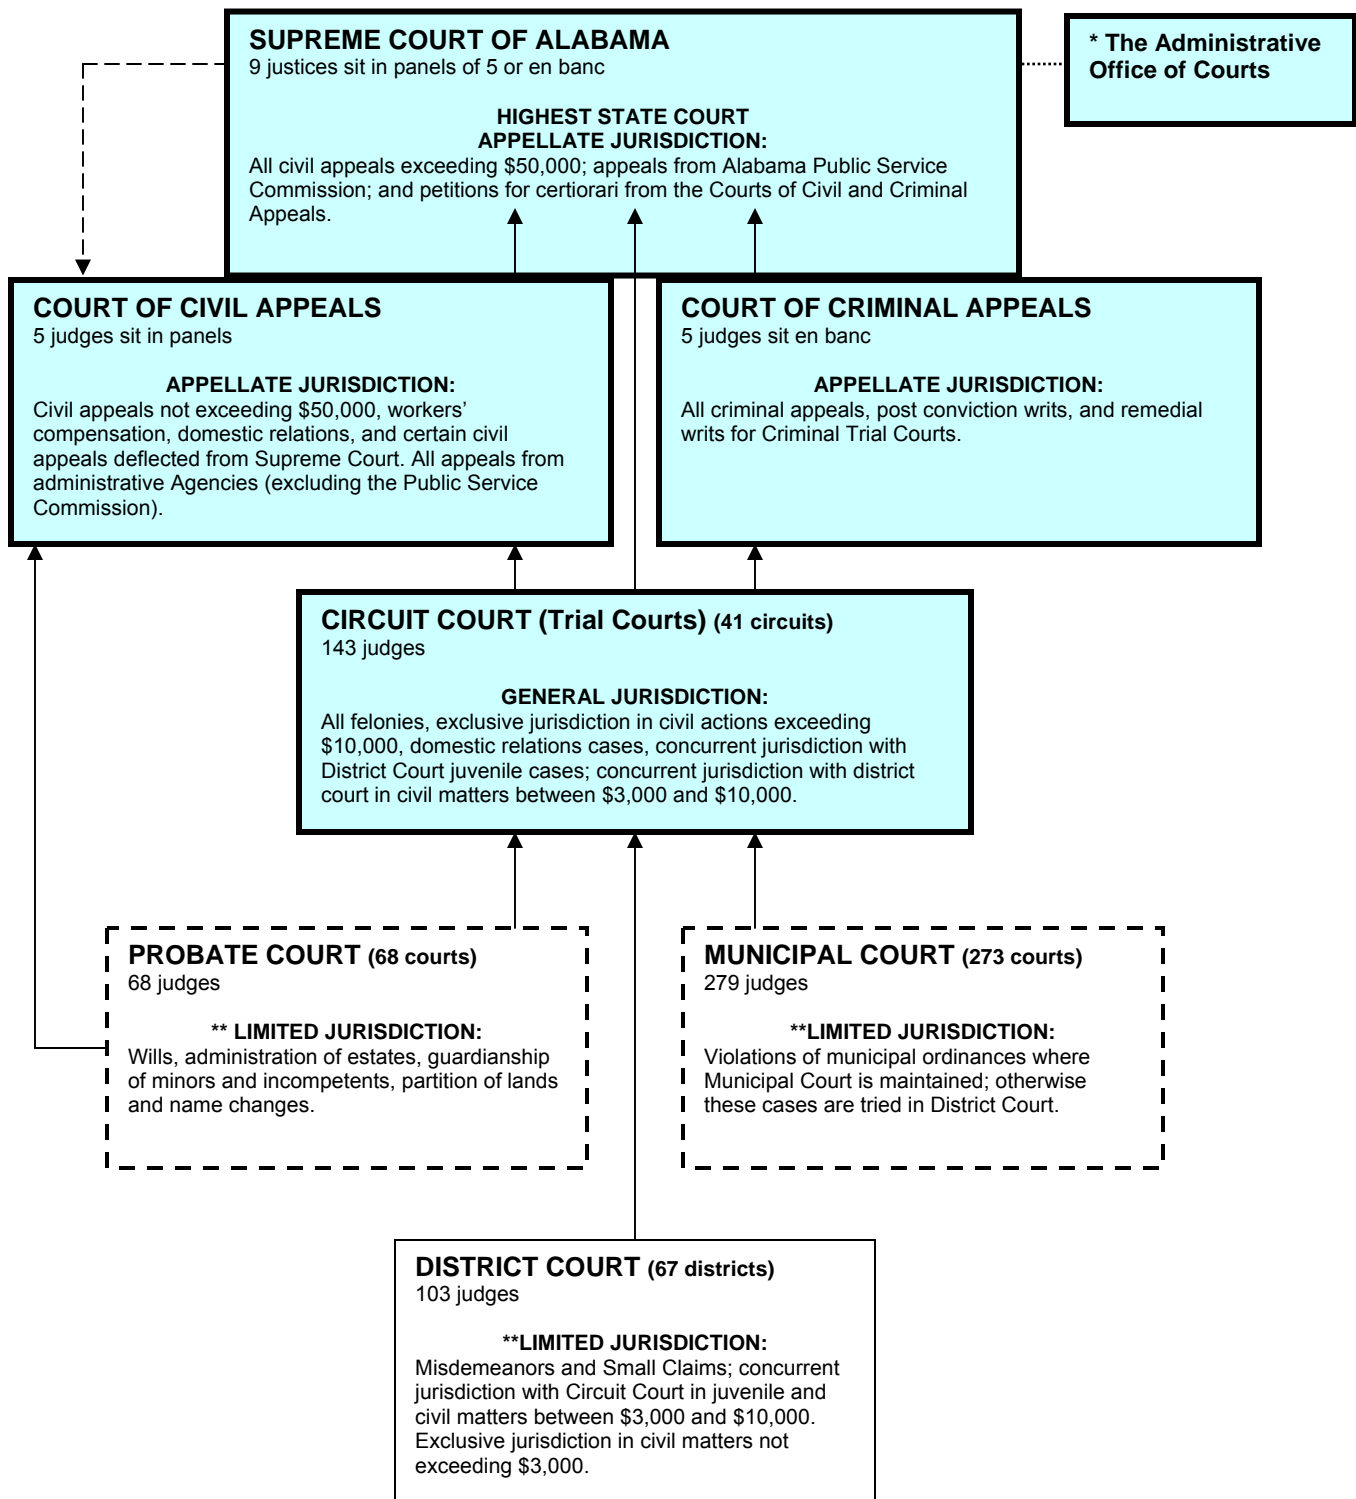 SUPREME COURT OF ALABAMA
9 justices sit in panels of 5 or en banc
HIGHEST STATE COURT
APPELLATE JURISDICTION:
All civil appeals exceeding $50,000; appeals from Alabama Public Service
Commission; and petitions for certiorari from the Courts of Civil and Criminal
Appeals.
* The Administrative
Office of Courts
COURT OF CIVIL APPEALS
5 judges sit in panels
APPELLATE JURISDICTION:
Civil appeals not exceeding $50,000, workers’
compensation, domestic relations, and certain civil
appeals deflected from Supreme Court. All appeals from
administrative Agencies (excluding the Public Service
Commission).
COURT OF CRIMINAL APPEALS
5 judges sit en banc
APPELLATE JURISDICTION:
All criminal appeals, post conviction writs, and remedial
writs for Criminal Trial Courts.
CIRCUIT COURT (Trial Courts) (41 circuits)
143 judges
GENERAL JURISDICTION:
All felonies, exclusive jurisdiction in civil actions exceeding
$10,000, domestic relations cases, concurrent jurisdiction with
District Court juvenile cases; concurrent jurisdiction with district
court in civil matters between $3,000 and $10,000.
PROBATE COURT (68 courts)
68 judges
** LIMITED JURISDICTION:
Wills, administration of estates, guardianship
of minors and incompetents, partition of lands
and name changes.
MUNICIPAL COURT (273 courts)
279 judges
**LIMITED JURISDICTION:
Violations of municipal ordinances where
Municipal Court is maintained; otherwise
these cases are tried in District Court.
DISTRICT COURT (67 districts)
103 judges
**LIMITED JURISDICTION:
Misdemeanors and Small Claims; concurrent
jurisdiction with Circuit Court in juvenile and
civil matters between $3,000 and $10,000.
Exclusive jurisdiction in civil matters not
exceeding $3,000.